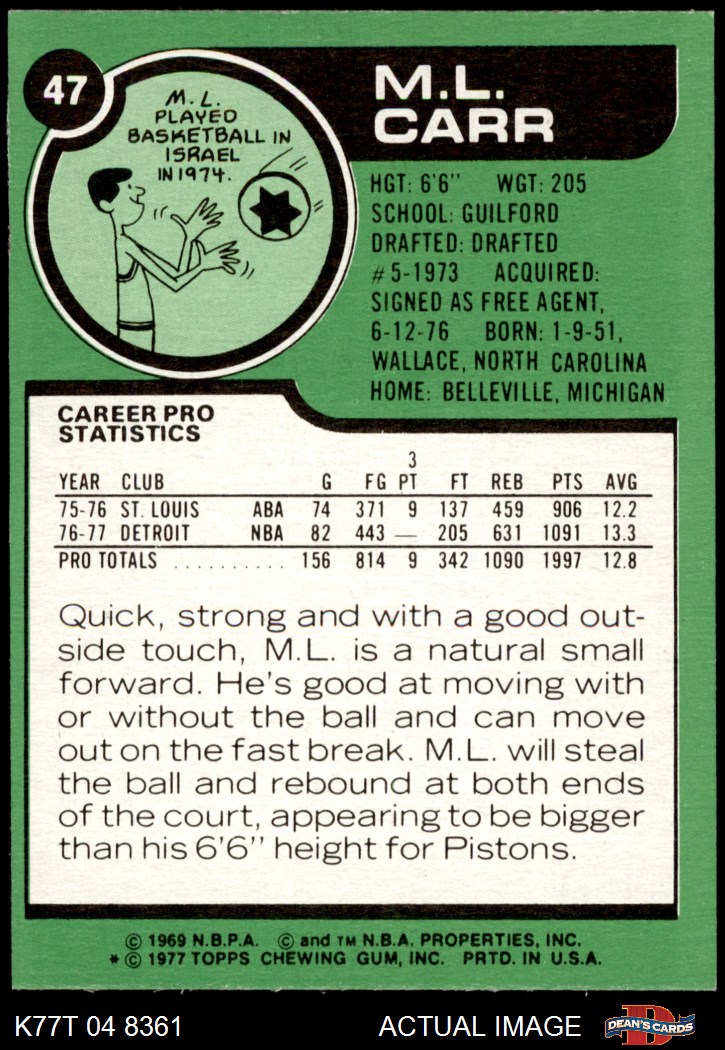 47
M.L.
PLAYED
BASKETBALL IN
ISRAEL
IN 1974.
M.L.
CARR
HGT: 6'6" WGT: 205
SCHOOL: GUILFORD
DRAFTED: DRAFTED
#5-1973 ACQUIRED:
SIGNED AS FREE AGENT,
6-12-76 BORN: 1-9-51,
WALLACE, NORTH CAROLINA
HOME: BELLEVILLE, MICHIGAN
CAREER PRO
STATISTICS
3
YEAR CLUB G FG PT FT REB PTS AVG
75-76 ST. LOUIS ABA 74 371 9 137 459 906 12.2
76-77 DETROIT NBA 82 443 — 205 631 1091 13.3
PRO TOTALS .......... 156 814 9 342 1090 1997 12.8
Quick, strong and with a good out-
side touch, M.L. is a natural small
forward. He's good at moving with
or without the ball and can move
out on the fast break. M.L. will steal
the ball and rebound at both ends
of the court, appearing to be bigger
than his 6'6" height for Pistons.
© 1969 N.B.P.A. © and TM N.B.A. PROPERTIES, INC.
* © 1977 TOPPS CHEWING GUM, INC. PRTD. IN U.S.A.
K77T 04 8361 ACTUAL IMAGE
D
DEAN'S CARDS